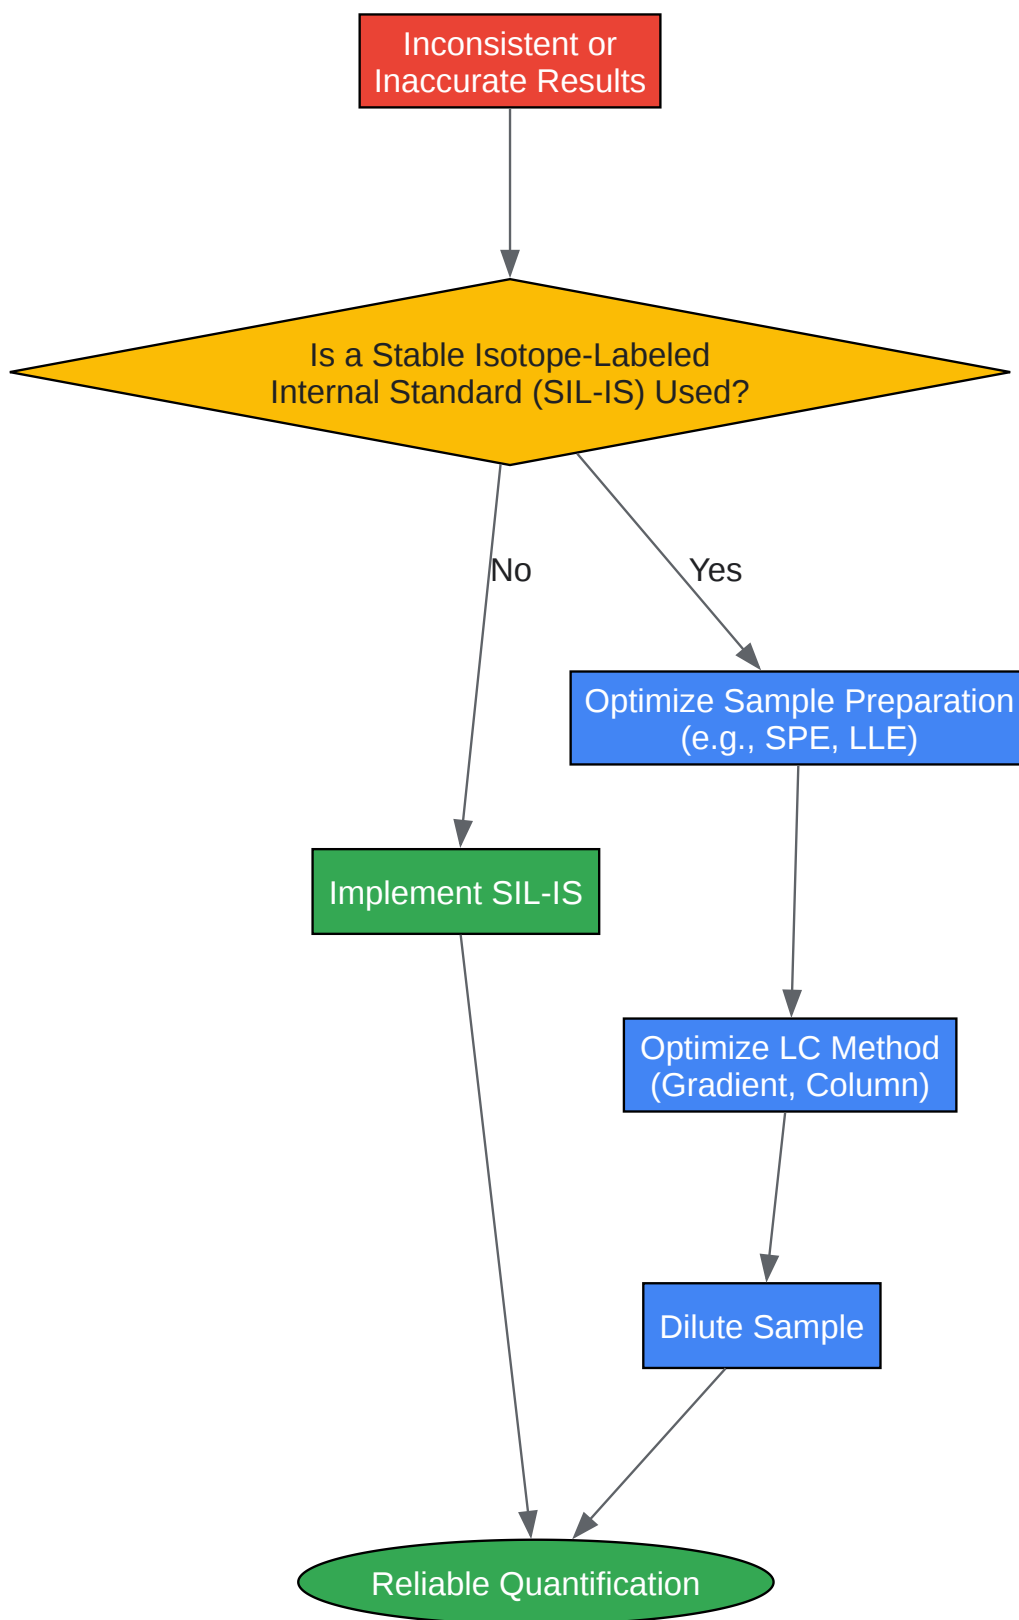 Inconsistent or
Inaccurate Results
Is a Stable Isotope-Labeled
Internal Standard (SIL-IS) Used?
No
Yes
Optimize Sample Preparation
(e.g., SPE, LLE)
Implement SIL-IS
Optimize LC Method
(Gradient, Column)
Dilute Sample
Reliable Quantification